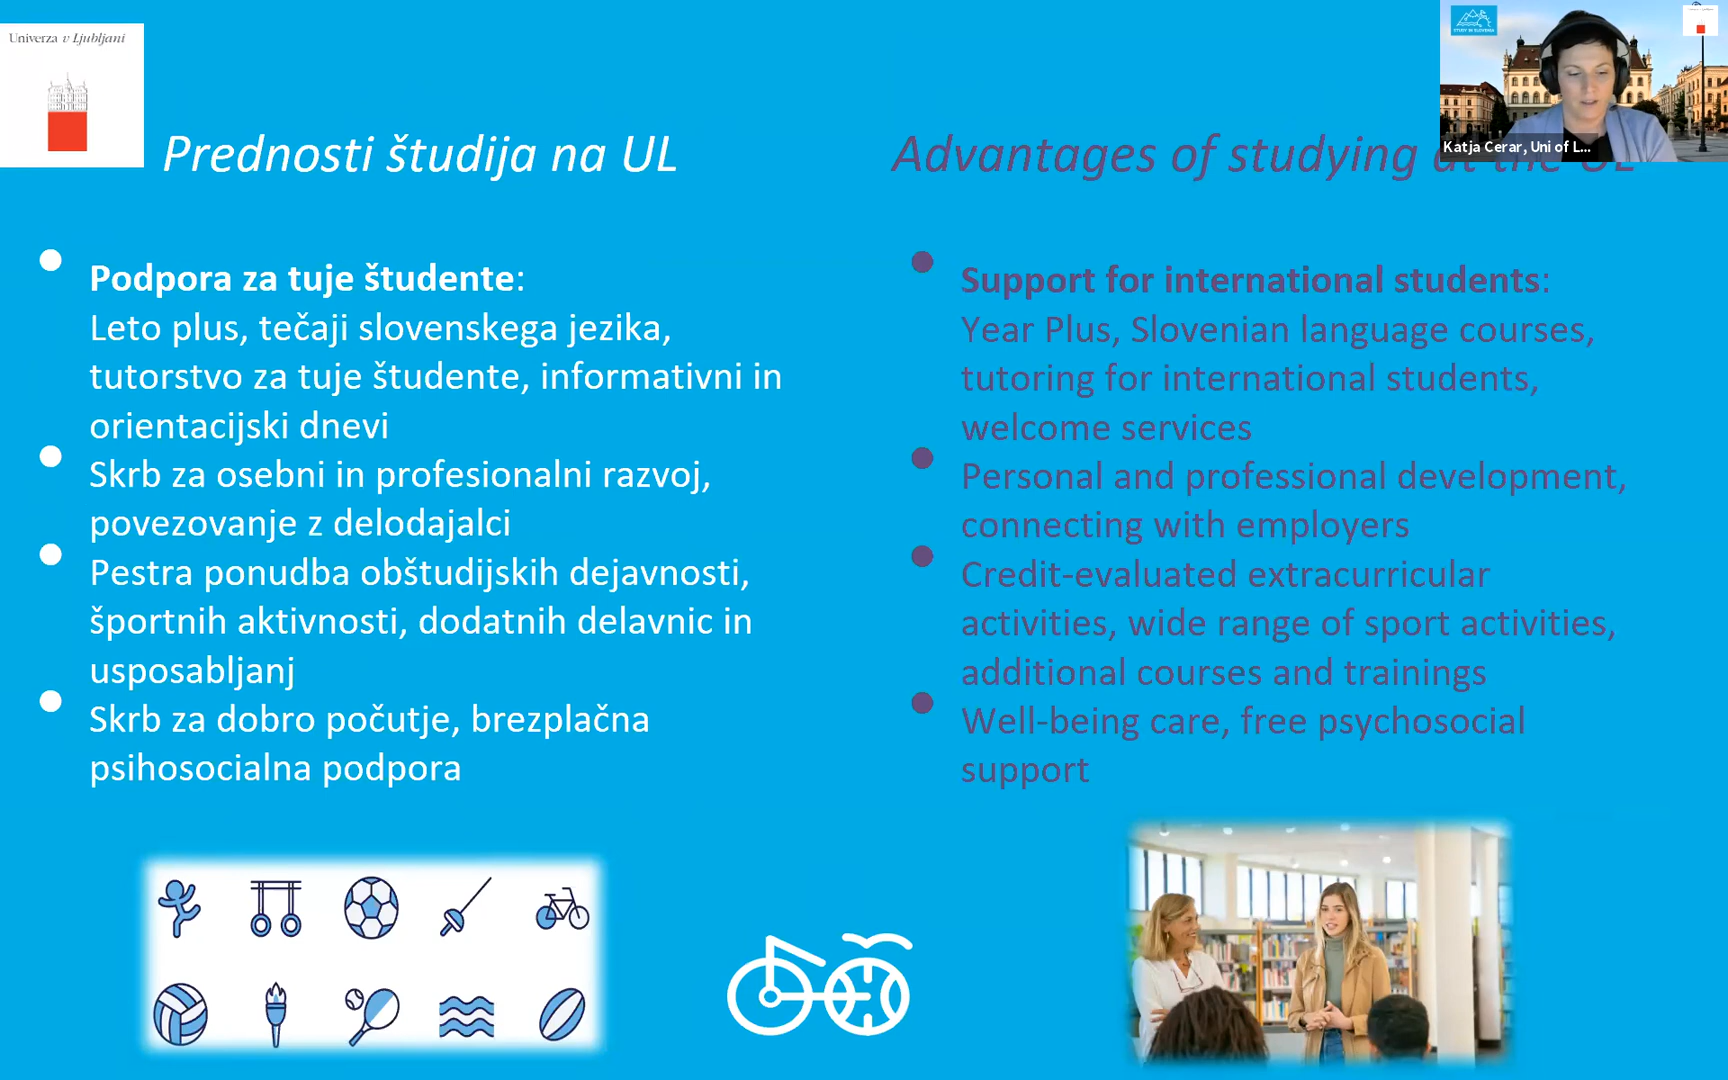 Univerza v Ljubljani
STUDY IN SLOVENIA
Katja Cerar, Uni of L...
Prednosti študija na UL
Podpora za tuje študente:
Leto plus, tečaji slovenskega jezika,
tutorstvo za tuje študente, informativni in
orientacijski dnevi
Skrb za osebni in profesionalni razvoj,
povezovanje z delodajalci
Pestra ponudba obštudijskih dejavnosti,
športnih aktivnosti, dodatnih delavnic in
usposabljanj
Skrb za dobro počutje, brezplačna
psihosocialna podpora
Advantages of studying at the UL
Support for international students:
Year Plus, Slovenian language courses,
tutoring for international students,
welcome services
Personal and professional development,
connecting with employers
Credit-evaluated extracurricular
activities, wide range of sport activities,
additional courses and trainings
Well-being care, free psychosocial
support